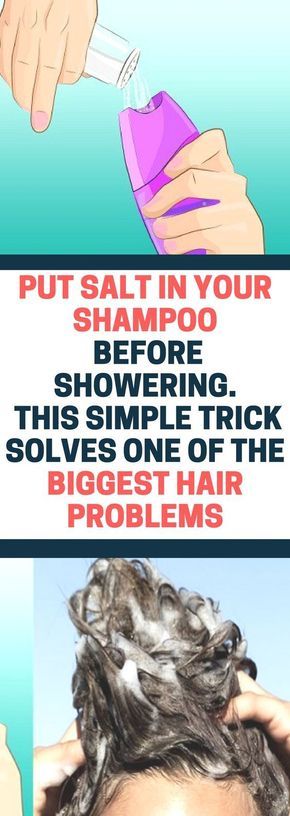 PUT SALT IN YOUR
SHAMPOO
BEFORE
SHOWERING.
THIS SIMPLE TRICK
SOLVES ONE OF THE
BIGGEST HAIR
PROBLEMS